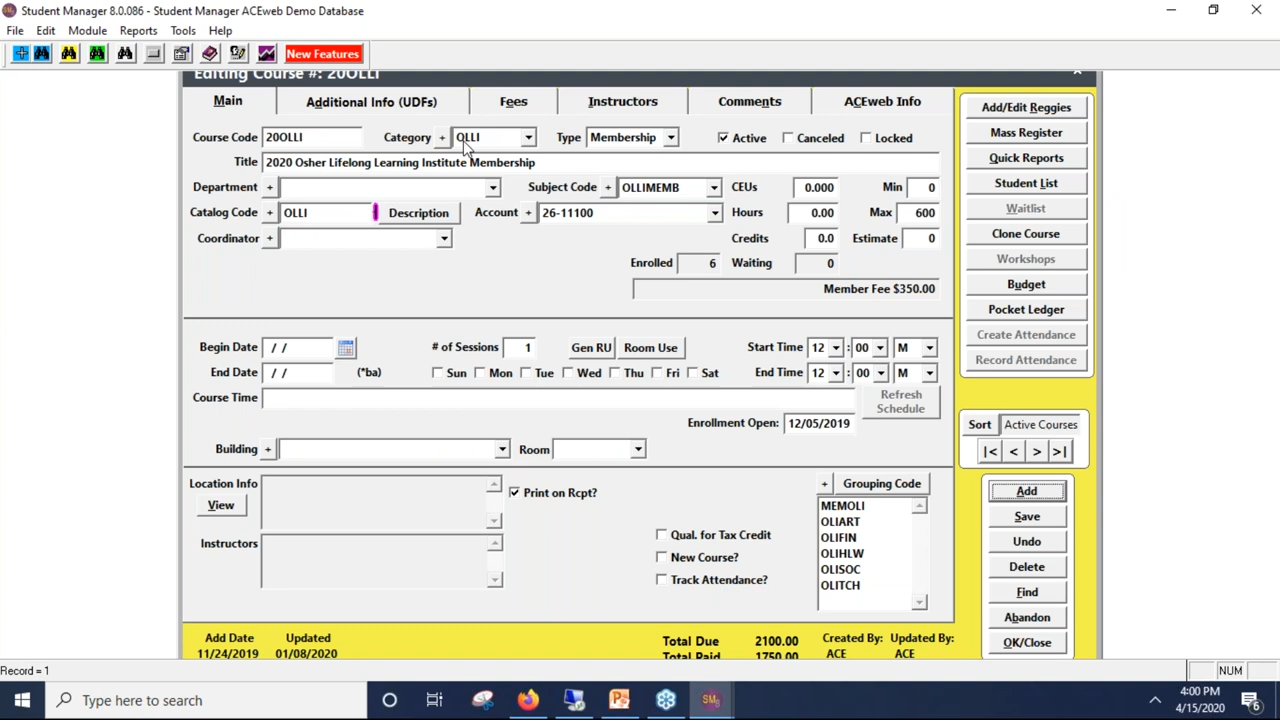 Student Manager 8.0.086 - Student Manager ACEweb Demo Database
File Edit Module Reports Tools Help
New Features
Editing Course #: 20OLLI
Main Additional Info (UDFs) Fees Instructors Comments ACEweb Info
Course Code 20OLLI Category + OLLI Type Membership Active Canceled Locked
Title 2020 Osher Lifelong Learning Institute Membership
Department + Subject Code + OLLIMEMB CEUs 0.000 Min 0
Catalog Code + OLLI Description Account + 26-11100 Hours 0.00 Max 600
Coordinator + Credits 0.0 Estimate 0
Enrolled 6 Waiting 0
Member Fee $350.00
Begin Date / / # of Sessions 1 Gen RU Room Use Start Time 12 : 00 M
End Date / / (*ba) Sun Mon Tue Wed Thu Fri Sat End Time 12 : 00 M
Course Time Refresh Schedule
Enrollment Open: 12/05/2019
Building + Room
Location Info Print on Rcpt? + Grouping Code
View
MEMOLI
OLIART
Qual. for Tax Credit OLIFIN
Instructors New Course? OLIHLW
OLISOC
Track Attendance? OLITCH
Add Date Updated Total Due 2100.00 Created By: Updated By:
11/24/2019 01/08/2020 Total Paid 1750.00 ACE ACE
Add/Edit Reggies
Mass Register
Quick Reports
Student List
Waitlist
Clone Course
Workshops
Budget
Pocket Ledger
Create Attendance
Record Attendance
Sort Active Courses
|< < > >|
Add
Save
Undo
Delete
Find
Abandon
OK/Close
Record = 1 NUM
Type here to search
4:00 PM
4/15/2020
6